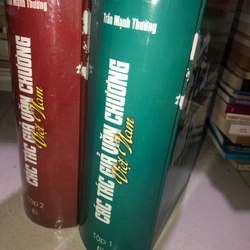 Trần Mạnh Thường
CÁC TÁC GIẢ VĂN CHƯƠNG
Việt Nam
Tập 2
Trần Mạnh Thường
CÁC TÁC GIẢ VĂN CHƯƠNG
Việt Nam
Tập 1